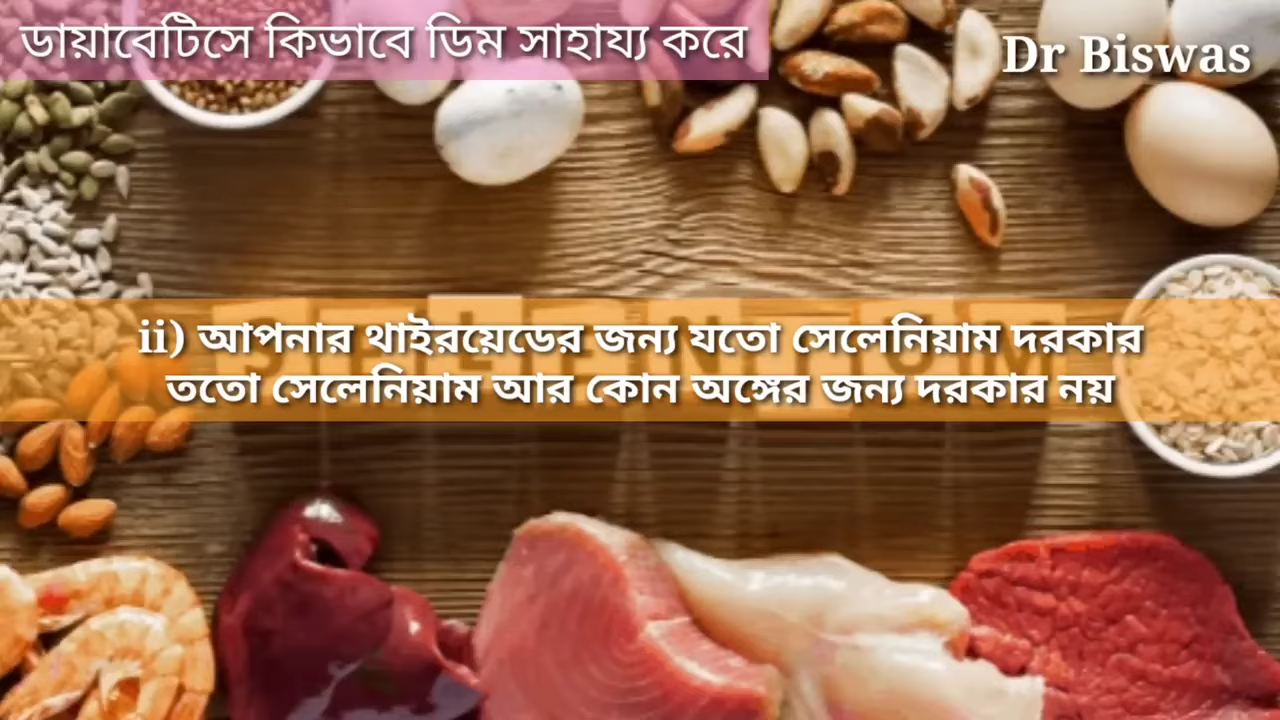 ডায়াবেটিসে কিভাবে ডিম সাহায্য করে
Dr Biswas
ii) আপনার থাইরয়েডের জন্য যতো সেলেনিয়াম দরকার
ততো সেলেনিয়াম আর কোন অঙ্গের জন্য দরকার নয়